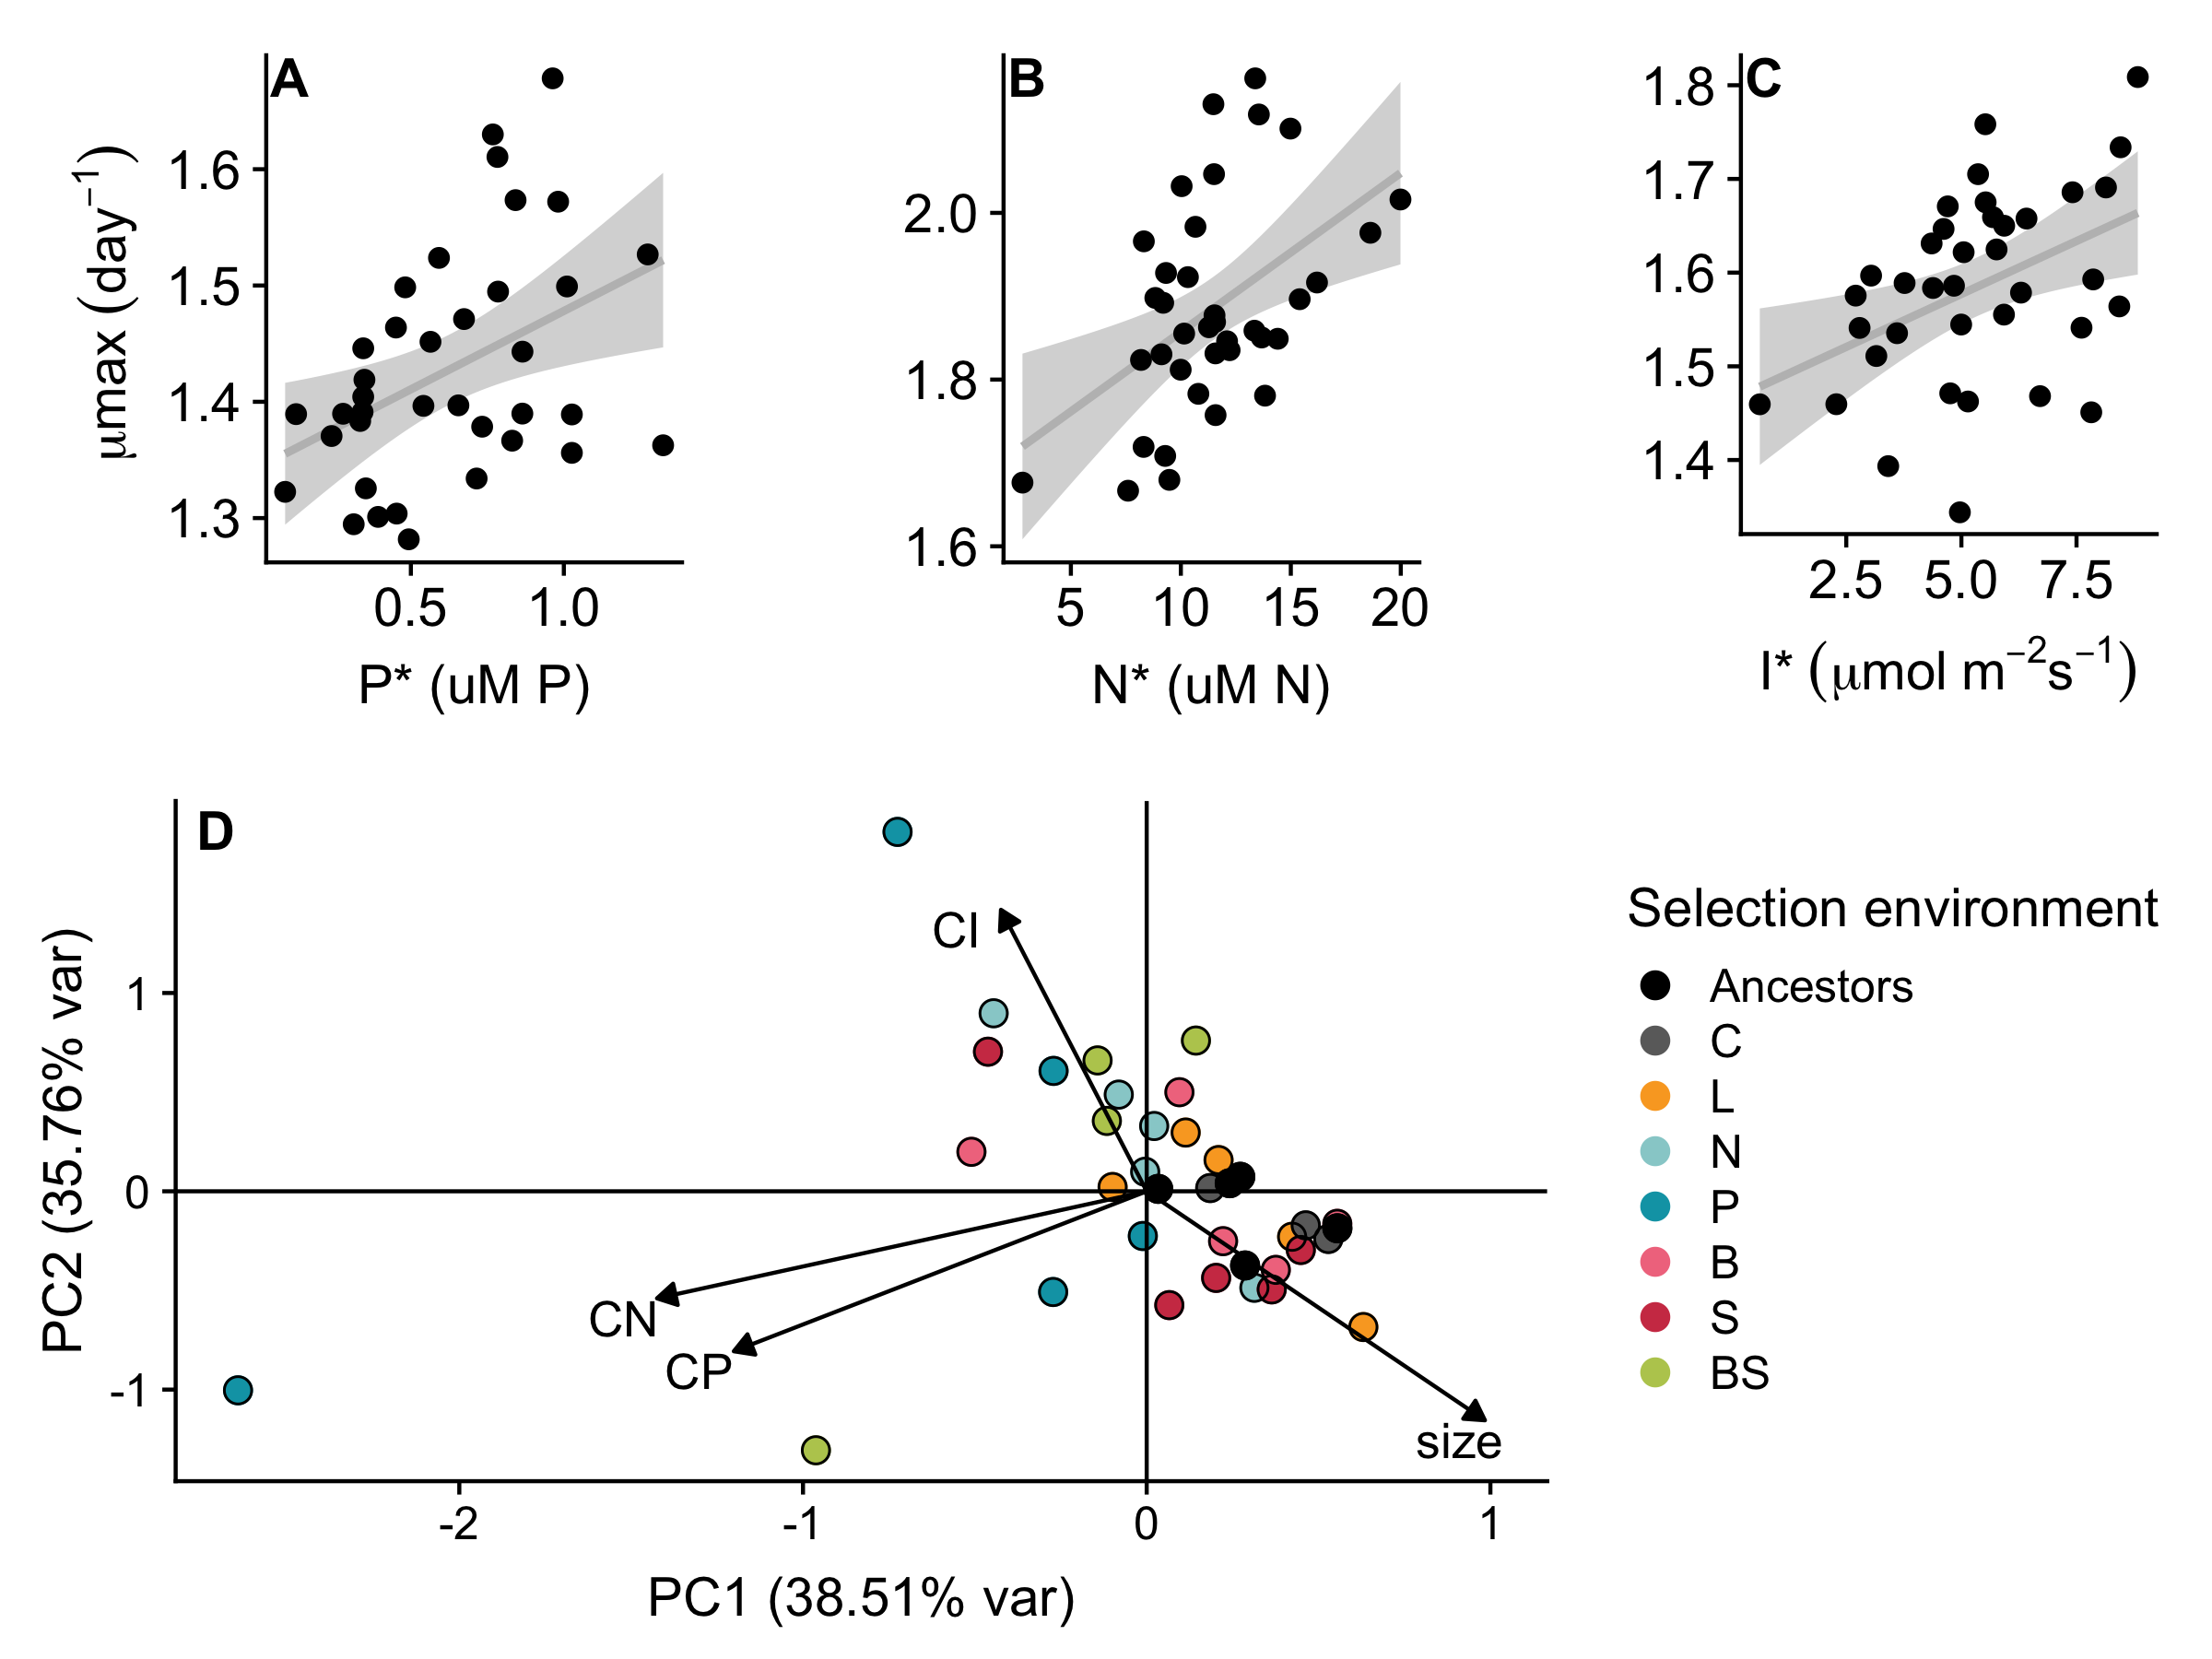 A
μmax (day⁻¹)
1.6
1.5
1.4
1.3
0.5 1.0
P* (uM P)
B
2.0
1.8
1.6
5 10 15 20
N* (uM N)
C
1.8
1.7
1.6
1.5
1.4
2.5 5.0 7.5
I* (μmol m⁻²s⁻¹)
D
PC2 (35.76% var)
1
0
-1
CI
CN
CP
size
-2 -1 0 1
PC1 (38.51% var)
Selection environment
Ancestors
C
L
N
P
B
S
BS